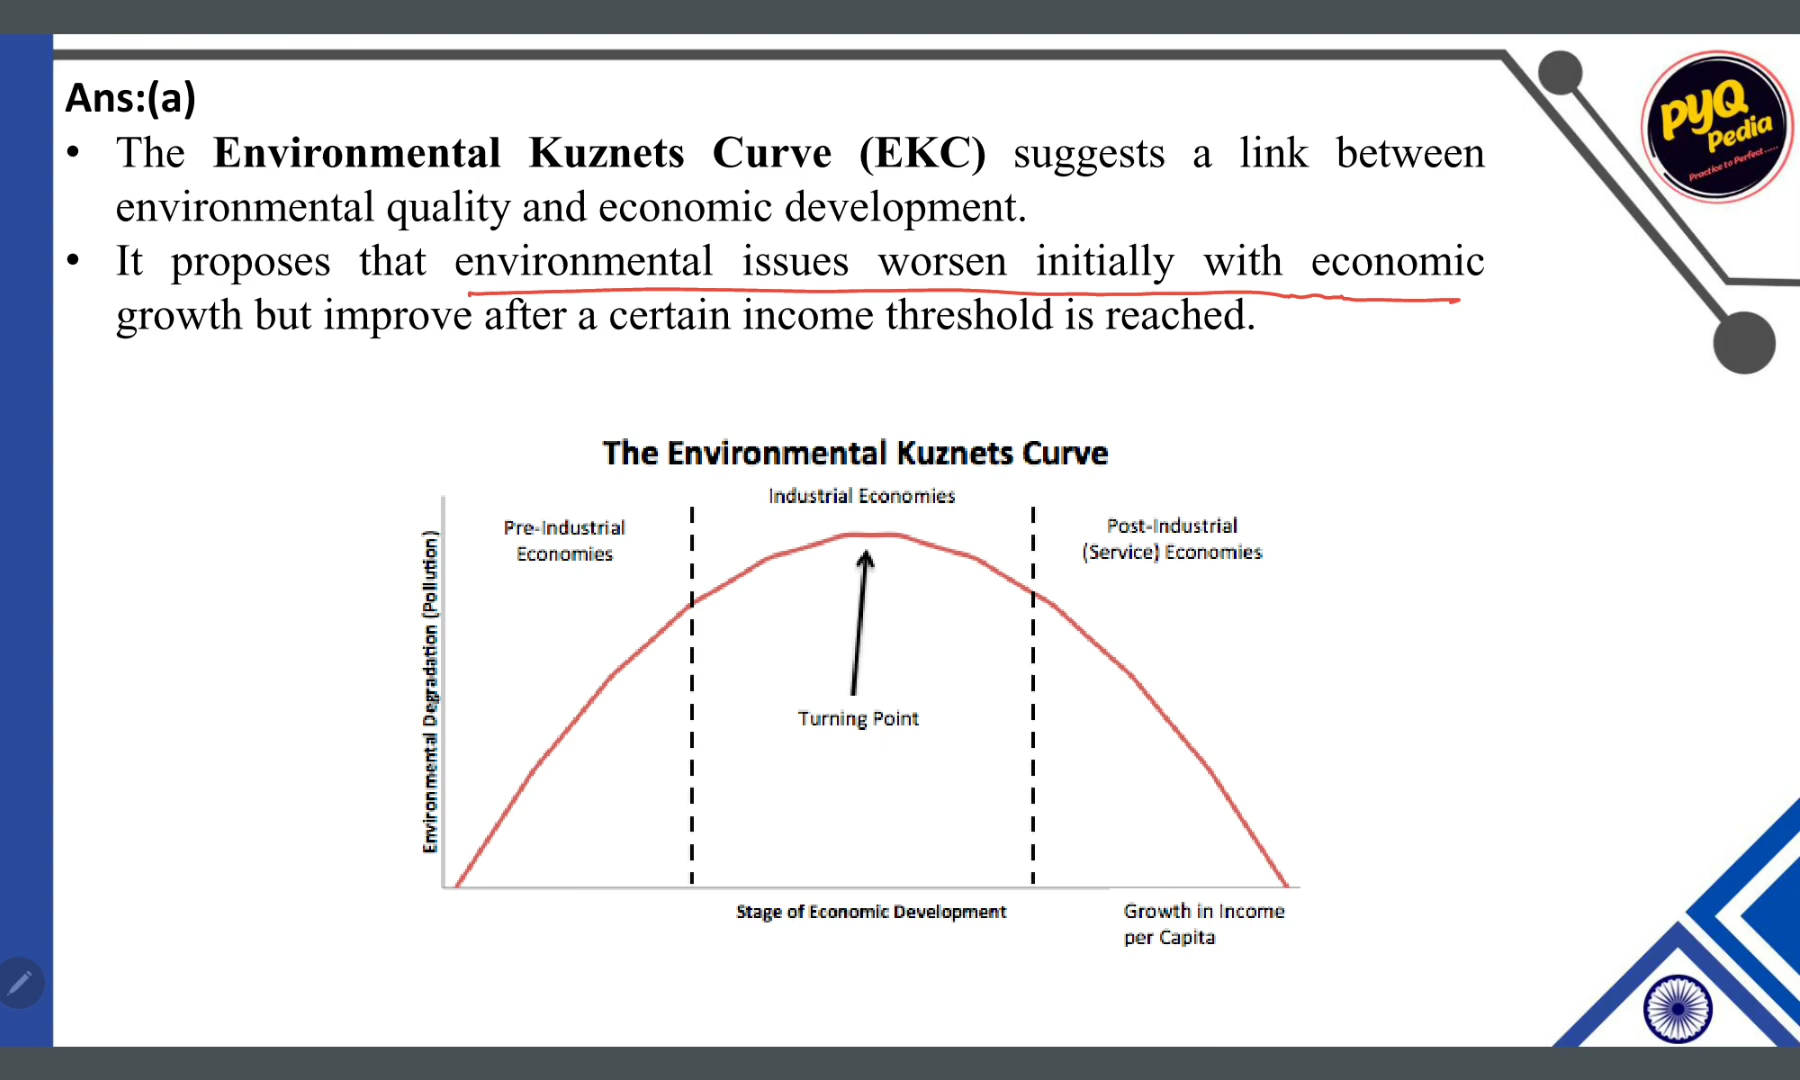 Ans:(a)
• The Environmental Kuznets Curve (EKC) suggests a link between
environmental quality and economic development.
• It proposes that environmental issues worsen initially with economic
growth but improve after a certain income threshold is reached.
PYQ
Pedia
Practice to Perfect.....
The Environmental Kuznets Curve
Industrial Economies
Pre-Industrial
Economies
Post-Industrial
(Service) Economies
Environmental Degradation (Pollution)
Turning Point
Stage of Economic Development
Growth in Income
per Capita